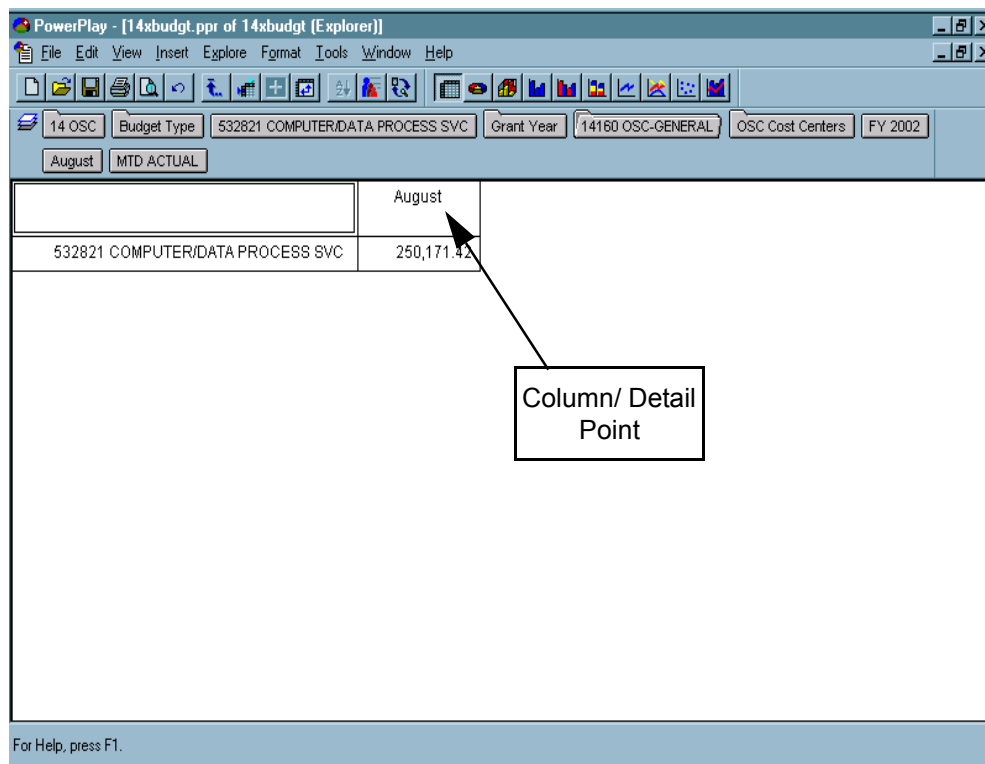 PowerPlay - [14xbudgt.ppr of 14xbudgt (Explorer)]
File Edit View Insert Explore Format Tools Window Help
14 OSC Budget Type 532821 COMPUTER/DATA PROCESS SVC Grant Year 14160 OSC-GENERAL OSC Cost Centers FY 2002
August MTD ACTUAL
August
532821 COMPUTER/DATA PROCESS SVC 250,171.42
Column/ Detail
Point
For Help, press F1.